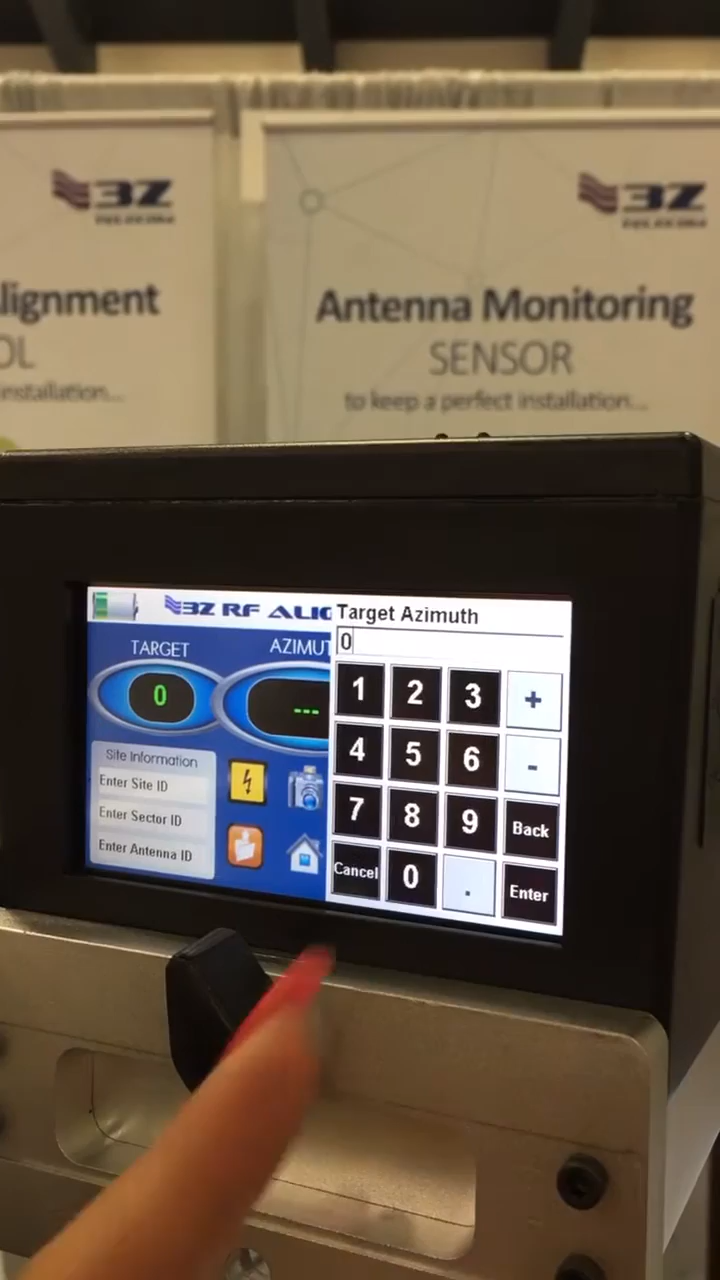 3Z
TELECOM
3Z
TELECOM
lignment
OL
installation...
Antenna Monitoring
SENSOR
to keep a perfect installation...
3Z RF ALIG
Target Azimuth
0
TARGET
AZIMUT
0
---
1 2 3 +
4 5 6 -
7 8 9 Back
Cancel 0 . Enter
Site Information
Enter Site ID
Enter Sector ID
Enter Antenna ID